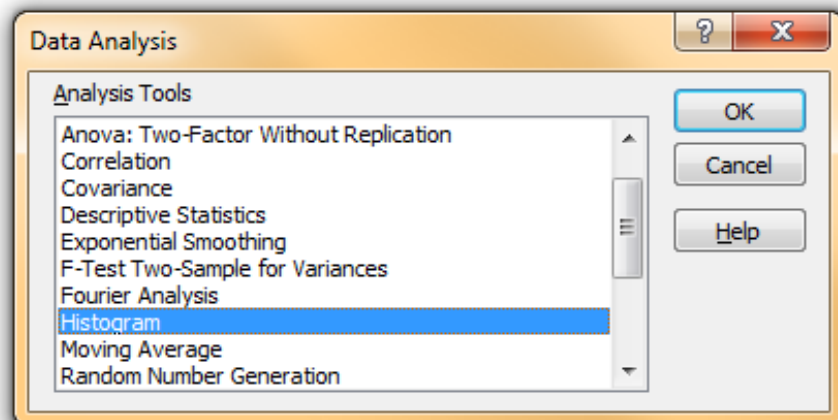 Data Analysis
?
X
Analysis Tools
Anova: Two-Factor Without Replication
Correlation
Covariance
Descriptive Statistics
Exponential Smoothing
F-Test Two-Sample for Variances
Fourier Analysis
Histogram
Moving Average
Random Number Generation
OK
Cancel
Help